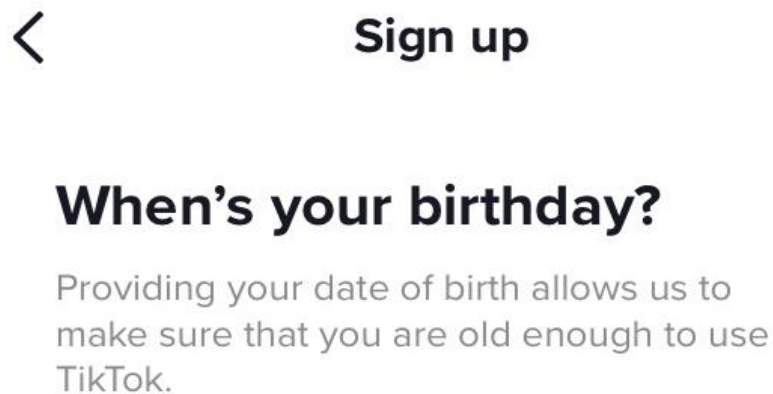 Sign up
When’s your birthday?
Providing your date of birth allows us to
make sure that you are old enough to use
TikTok.